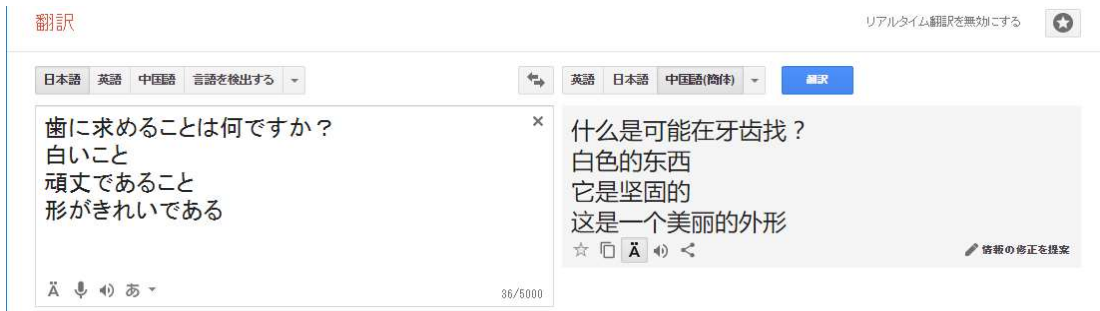 翻訳
リアルタイム翻訳を無効にする
日本語 英語 中国語 言語を検出する
英語 日本語 中国語(簡体) 翻訳
歯に求めることは何ですか？
白いこと
頑丈であること
形がきれいである
Ä あ 36/5000
什么是可能在牙齿找？
白色的东西
它是坚固的
这是一个美丽的外形
Ä 情報の修正を提案